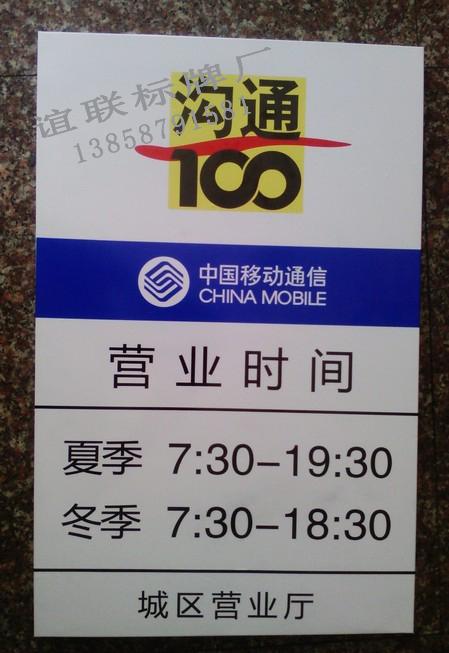 谊联标牌厂
13858791584
沟通
100
中国移动通信
CHINA MOBILE
营业时间
夏季 7:30-19:30
冬季 7:30-18:30
城区营业厅